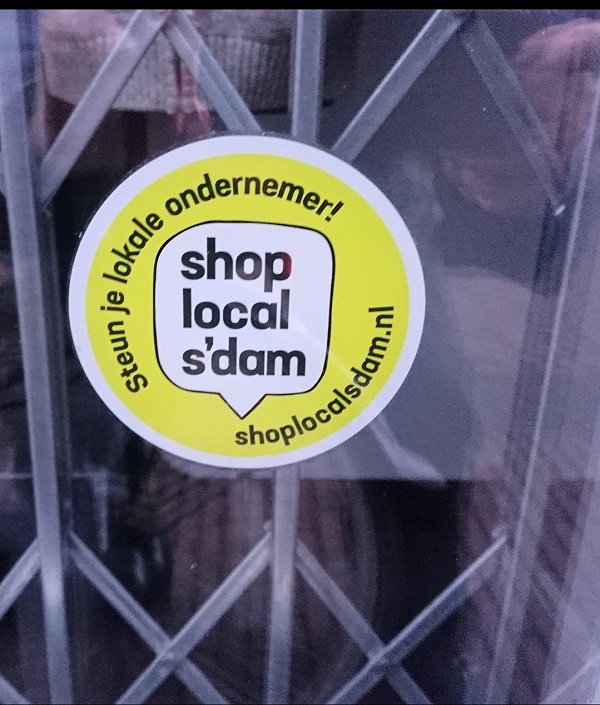 Steun je lokale ondernemer!
shop
local
s'dam
shoplocalsdam.nl